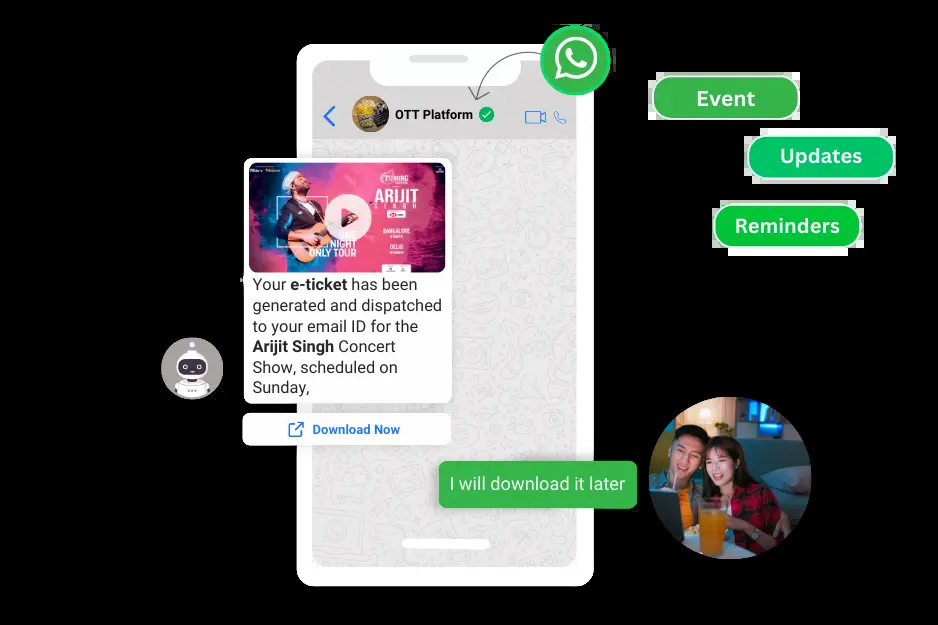 OTT Platform
Event
Updates
Reminders
ARIJIT
SINGH
BANGALORE
DELHI
ONE
NIGHT
ONLY TOUR
Your e-ticket has been
generated and dispatched
to your email ID for the
Arijit Singh Concert
Show, scheduled on
Sunday,
Download Now
I will download it later